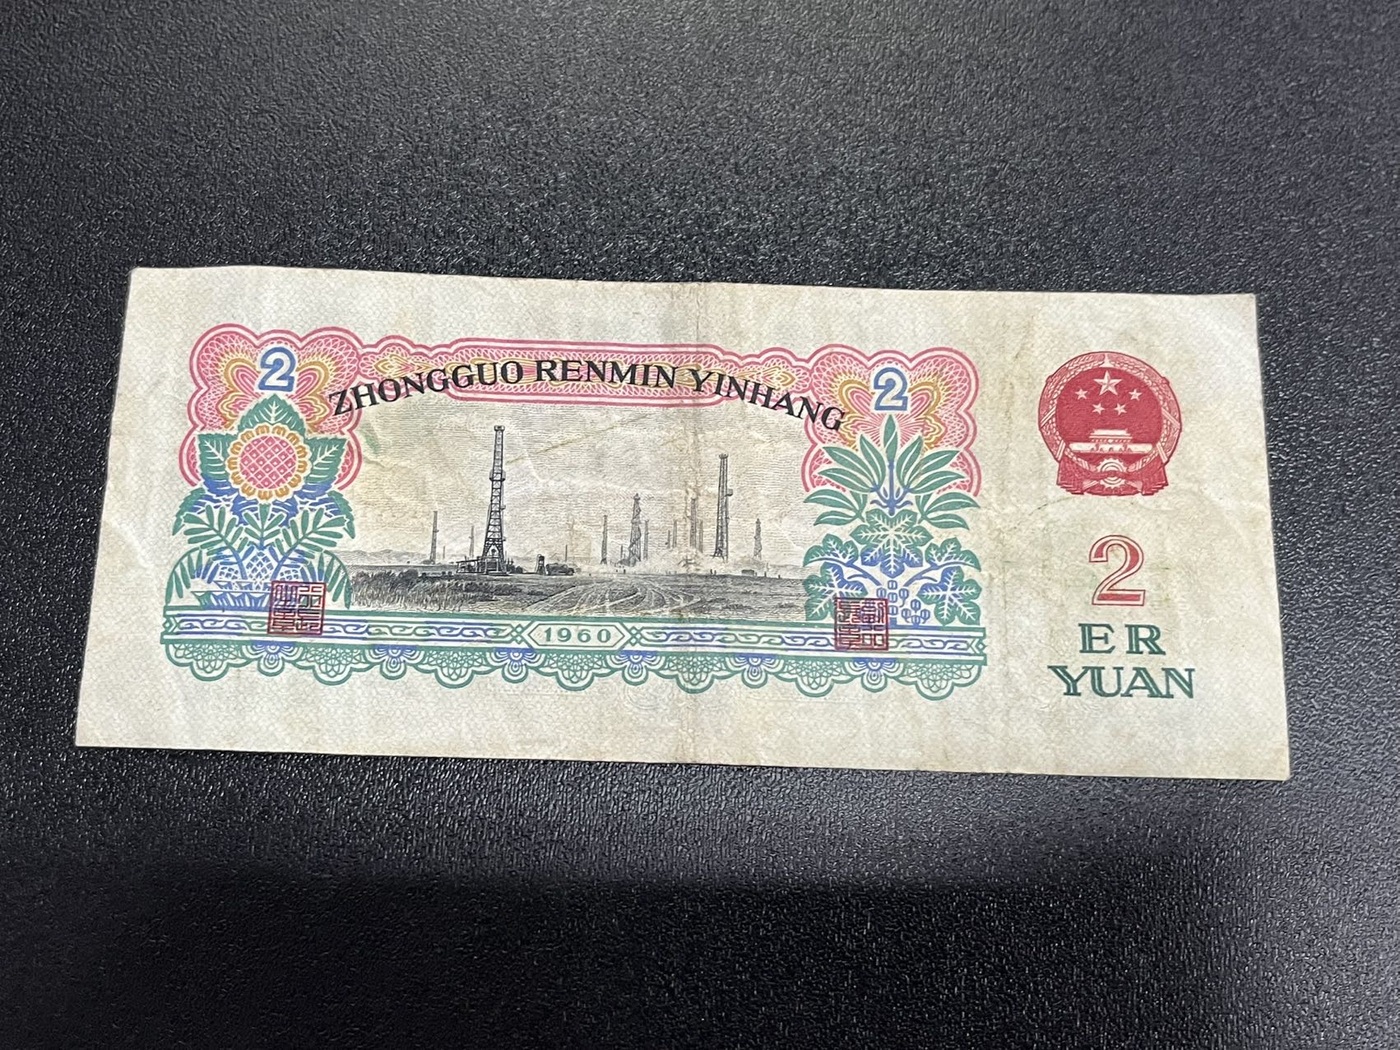 2
2
ZHONGGUO RENMIN YINHANG
1960
2
ER
YUAN